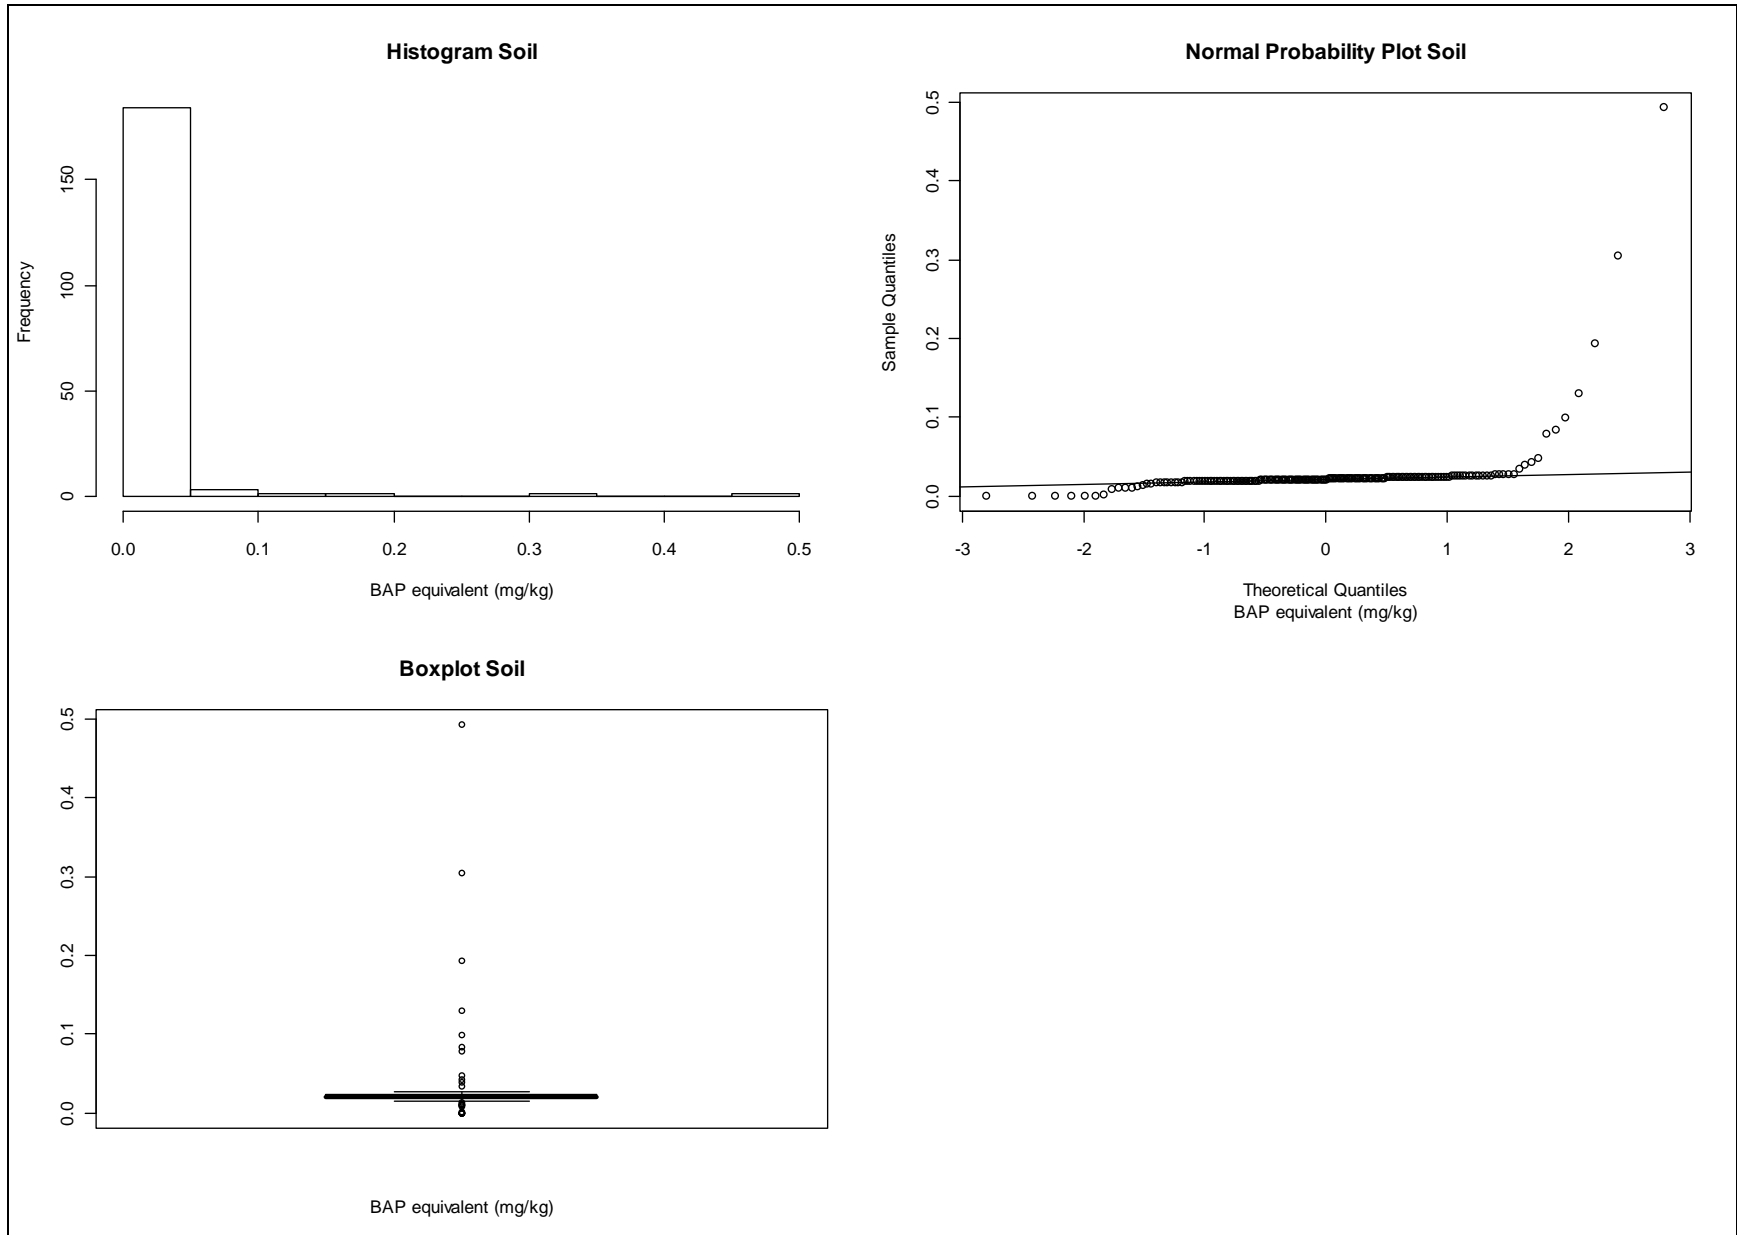 Histogram Soil
Frequency
150
100
50
0
0.0 0.1 0.2 0.3 0.4 0.5
BAP equivalent (mg/kg)
Normal Probability Plot Soil
Sample Quantiles
0.5
0.4
0.3
0.2
0.1
0.0
-3 -2 -1 0 1 2 3
Theoretical Quantiles
BAP equivalent (mg/kg)
Boxplot Soil
0.5
0.4
0.3
0.2
0.1
0.0
BAP equivalent (mg/kg)